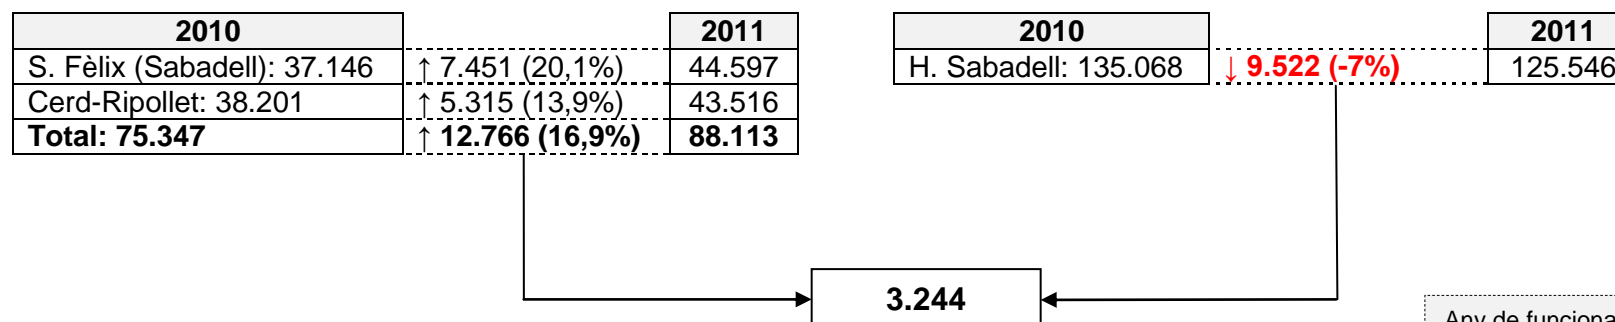 2010 2011
S. Fèlix (Sabadell): 37.146 ↑ 7.451 (20,1%) 44.597
Cerd-Ripollet: 38.201 ↑ 5.315 (13,9%) 43.516
Total: 75.347 ↑ 12.766 (16,9%) 88.113
2010 2011
H. Sabadell: 135.068 ↓ 9.522 (-7%) 125.546
3.244
Any de